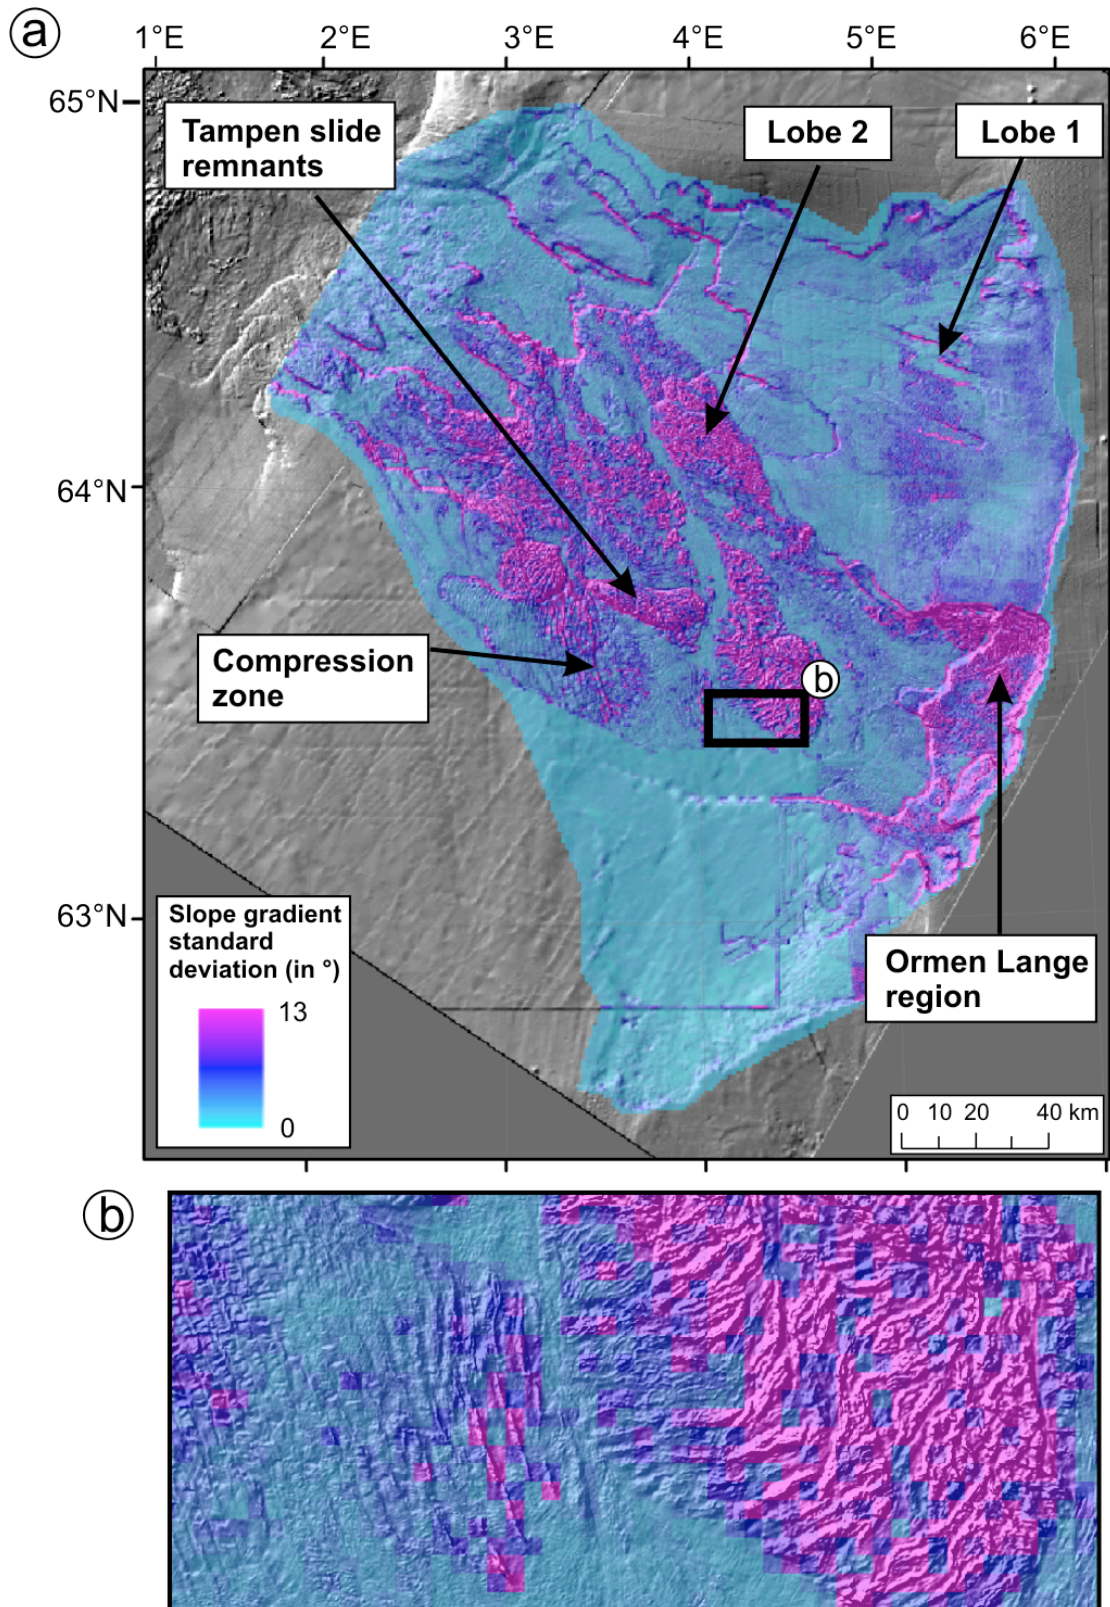 a
1°E 2°E 3°E 4°E 5°E 6°E
65°N
Tampen slide
remnants
Lobe 2
Lobe 1
64°N
Compression
zone
b
63°N
Slope gradient
standard
deviation (in °)
13
0
Ormen Lange
region
0 10 20 40 km
b